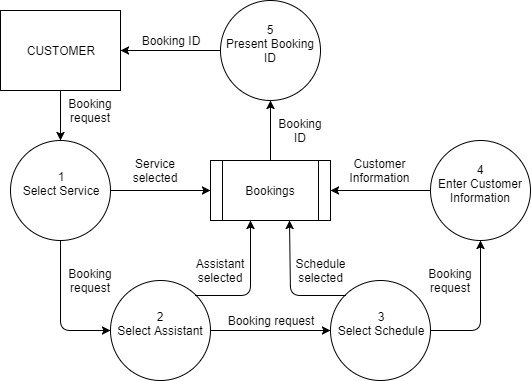 CUSTOMER
Booking ID
5
Present Booking
ID
Booking
request
Booking
ID
1
Select Service
Service
selected
Bookings
Customer
Information
4
Enter Customer
Information
Booking
request
Assistant
selected
Schedule
selected
Booking
request
2
Select Assistant
Booking request
3
Select Schedule